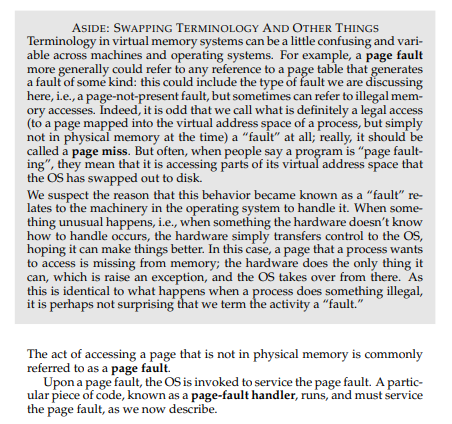 ASIDE: SWAPPING TERMINOLOGY AND OTHER THINGS
Terminology in virtual memory systems can be a little confusing and vari-
able across machines and operating systems. For example, a page fault
more generally could refer to any reference to a page table that generates
a fault of some kind: this could include the type of fault we are discussing
here, i.e., a page-not-present fault, but sometimes can refer to illegal mem-
ory accesses. Indeed, it is odd that we call what is definitely a legal access
(to a page mapped into the virtual address space of a process, but simply
not in physical memory at the time) a “fault” at all; really, it should be
called a page miss. But often, when people say a program is “page fault-
ing”, they mean that it is accessing parts of its virtual address space that
the OS has swapped out to disk.
We suspect the reason that this behavior became known as a “fault” re-
lates to the machinery in the operating system to handle it. When some-
thing unusual happens, i.e., when something the hardware doesn’t know
how to handle occurs, the hardware simply transfers control to the OS,
hoping it can make things better. In this case, a page that a process wants
to access is missing from memory; the hardware does the only thing it
can, which is raise an exception, and the OS takes over from there. As
this is identical to what happens when a process does something illegal,
it is perhaps not surprising that we term the activity a “fault.”
The act of accessing a page that is not in physical memory is commonly
referred to as a page fault.
Upon a page fault, the OS is invoked to service the page fault. A partic-
ular piece of code, known as a page-fault handler, runs, and must service
the page fault, as we now describe.